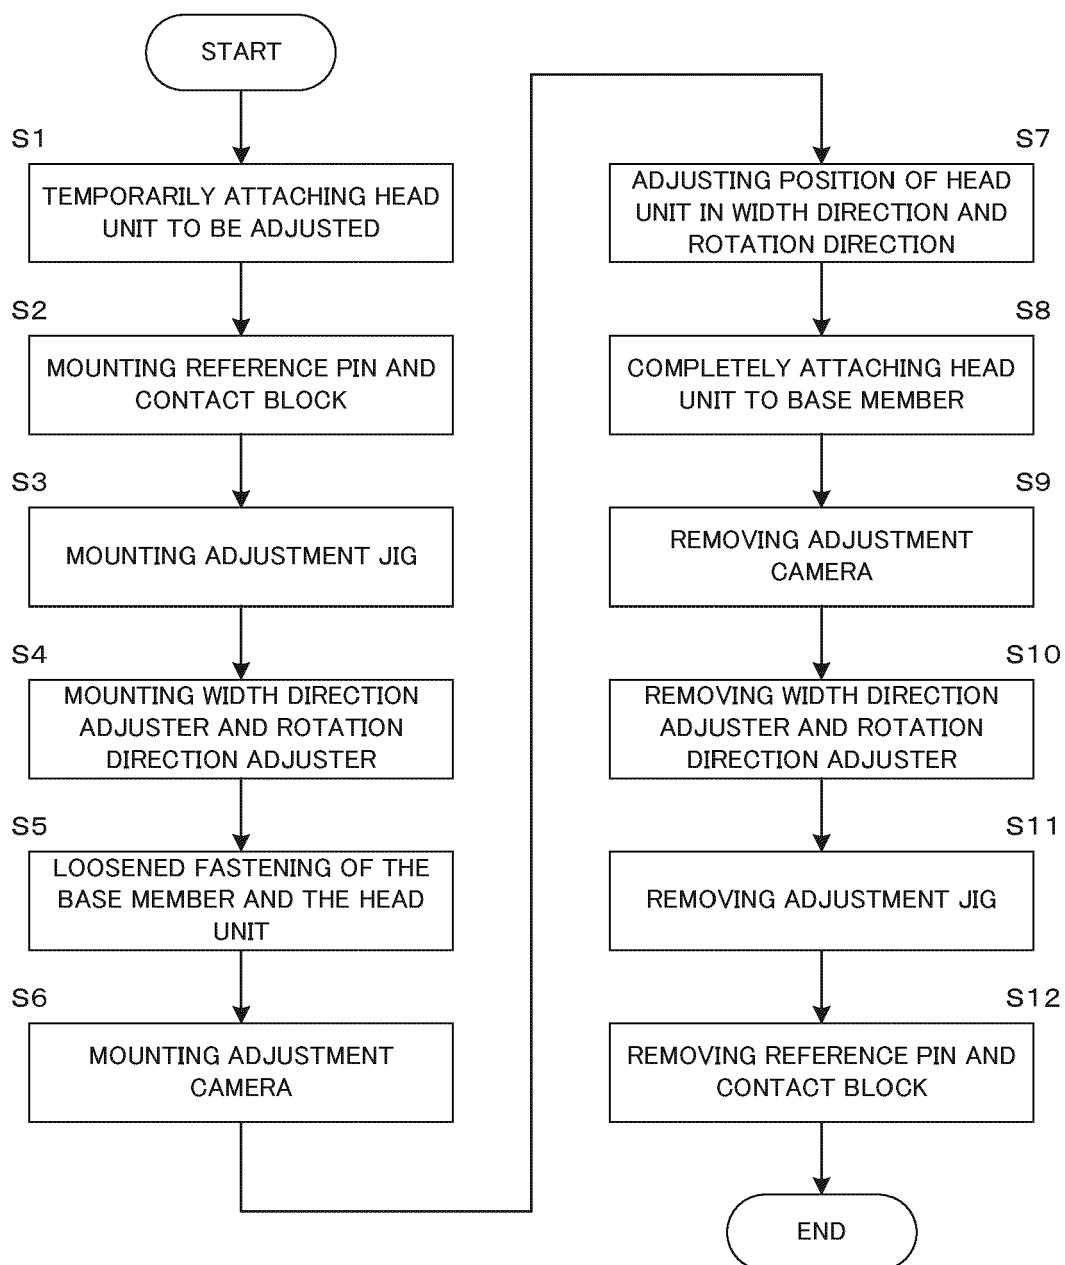 START
S1
TEMPORARILY ATTACHING HEAD
UNIT TO BE ADJUSTED
S2
MOUNTING REFERENCE PIN AND
CONTACT BLOCK
S3
MOUNTING ADJUSTMENT JIG
S4
MOUNTING WIDTH DIRECTION
ADJUSTER AND ROTATION
DIRECTION ADJUSTER
S5
LOOSENED FASTENING OF THE
BASE MEMBER AND THE HEAD
UNIT
S6
MOUNTING ADJUSTMENT
CAMERA
S7
ADJUSTING POSITION OF HEAD
UNIT IN WIDTH DIRECTION AND
ROTATION DIRECTION
S8
COMPLETELY ATTACHING HEAD
UNIT TO BASE MEMBER
S9
REMOVING ADJUSTMENT
CAMERA
S10
REMOVING WIDTH DIRECTION
ADJUSTER AND ROTATION
DIRECTION ADJUSTER
S11
REMOVING ADJUSTMENT JIG
S12
REMOVING REFERENCE PIN AND
CONTACT BLOCK
END